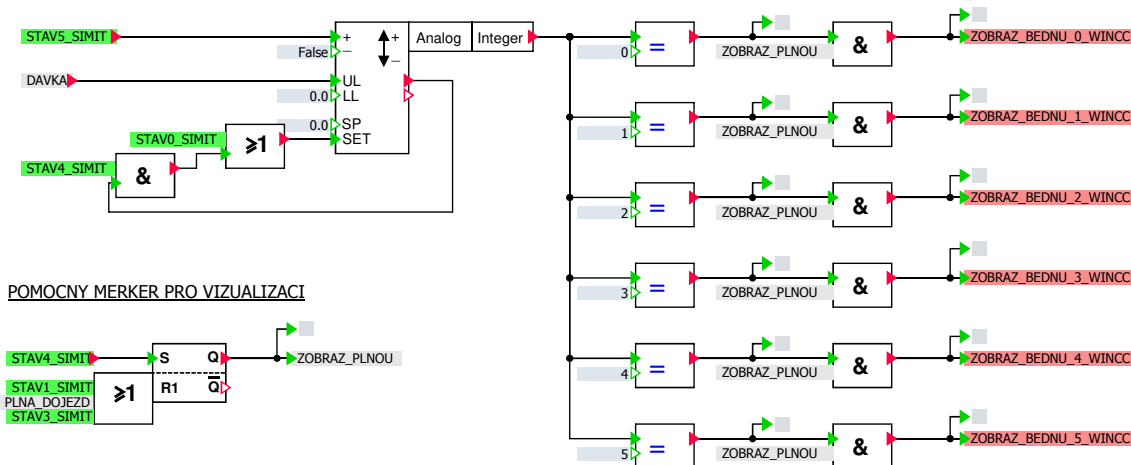 STAV5_SIMIT
+
False
−
DAVKA
UL
0.0
LL
0.0
SP
SET
+
−
Analog
Integer
STAV0_SIMIT
≥1
STAV4_SIMIT
&
0
=
ZOBRAZ_PLNOU
&
ZOBRAZ_BEDNU_0_WINCC
1
=
ZOBRAZ_PLNOU
&
ZOBRAZ_BEDNU_1_WINCC
2
=
ZOBRAZ_PLNOU
&
ZOBRAZ_BEDNU_2_WINCC
3
=
ZOBRAZ_PLNOU
&
ZOBRAZ_BEDNU_3_WINCC
4
=
ZOBRAZ_PLNOU
&
ZOBRAZ_BEDNU_4_WINCC
5
=
ZOBRAZ_PLNOU
&
ZOBRAZ_BEDNU_5_WINCC
POMOCNY MERKER PRO VIZUALIZACI
STAV4_SIMIT
S
Q
ZOBRAZ_PLNOU
STAV1_SIMIT
PLNA_DOJEZD
STAV3_SIMIT
≥1
R1
Q̅